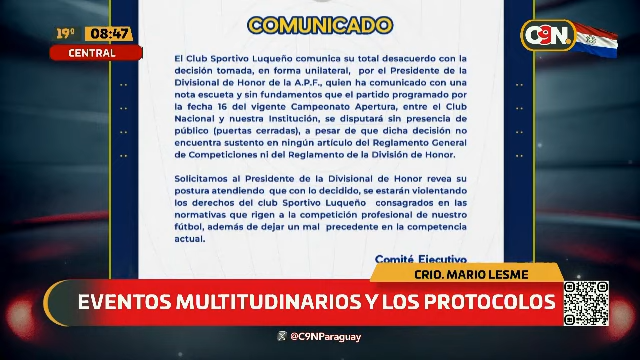 19°
08:47
CENTRAL
C9N
COMUNICADO
El Club Sportivo Luqueño comunica su total desacuerdo con la
decisión tomada, en forma unilateral, por el Presidente de la
Divisional de Honor de la A.P.F., quien ha comunicado con una
nota escueta y sin fundamentos que el partido programado por
la fecha 16 del vigente Campeonato Apertura, entre el Club
Nacional y nuestra Institución, se disputará sin presencia de
público (puertas cerradas), a pesar de que dicha decisión no
encuentra sustento en ningún artículo del Reglamento General
de Competiciones ni del Reglamento de la División de Honor.
Solicitamos al Presidente de la Divisional de Honor revea su
postura atendiendo que con lo decidido, se estarán violentando
los derechos del club Sportivo Luqueño consagrados en las
normativas que rigen a la competición profesional de nuestro
fútbol, además de dejar un mal precedente en la competencia
actual.
Comité Ejecutivo
CRIO. MARIO LESME
EVENTOS MULTITUDINARIOS Y LOS PROTOCOLOS
@C9NParaguay